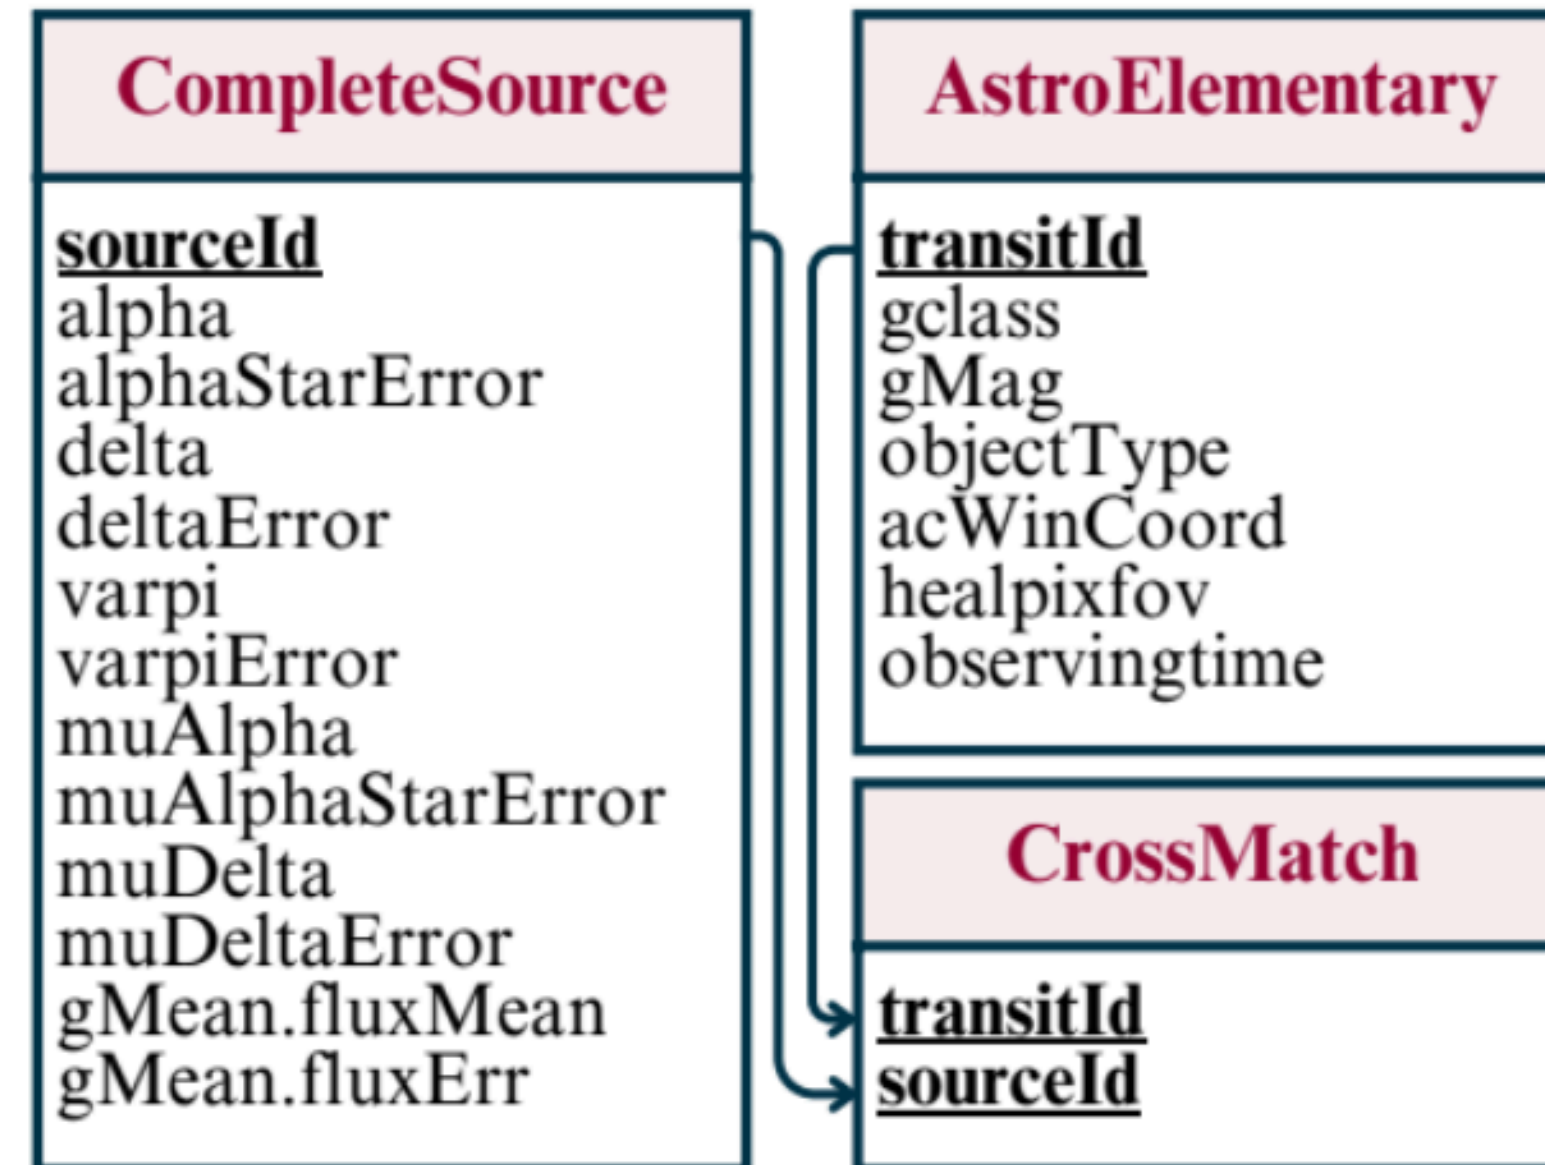 CompleteSource
sourceId
alpha
alphaStarError
delta
deltaError
varpi
varpiError
muAlpha
muAlphaStarError
muDelta
muDeltaError
gMean.fluxMean
gMean.fluxErr
AstroElementary
transitId
gclass
gMag
objectType
acWinCoord
healpixfov
observingtime
CrossMatch
transitId
sourceId